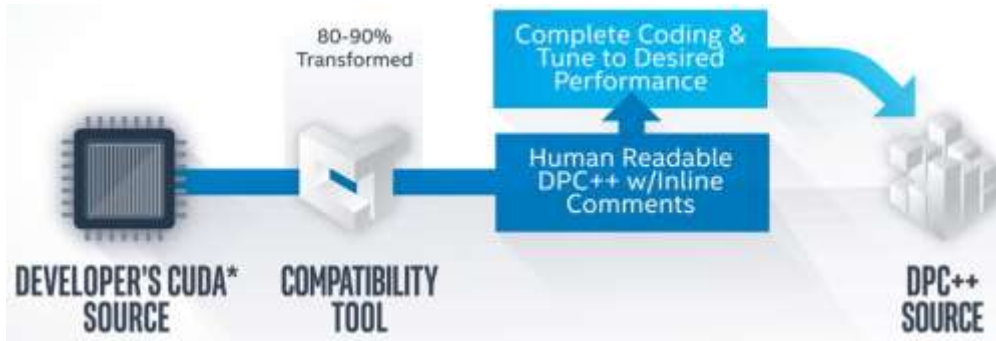 80-90%
Transformed
Complete Coding &
Tune to Desired
Performance
Human Readable
DPC++ w/Inline
Comments
DEVELOPER'S CUDA*
SOURCE
COMPATIBILITY
TOOL
DPC++
SOURCE